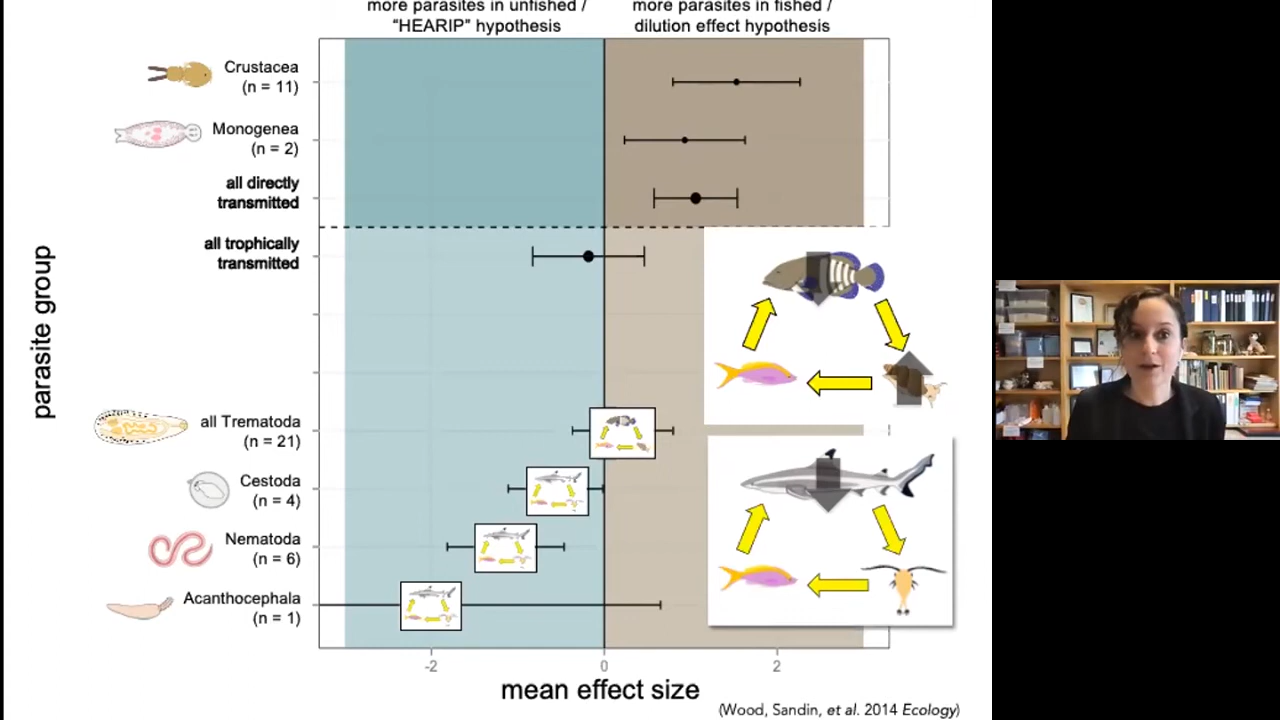 more parasites in unfished /
"HEARIP" hypothesis
more parasites in fished /
dilution effect hypothesis
Crustacea
(n = 11)
Monogenea
(n = 2)
all directly
transmitted
all trophically
transmitted
parasite group
all Trematoda
(n = 21)
Cestoda
(n = 4)
Nematoda
(n = 6)
Acanthocephala
(n = 1)
-2
0
2
mean effect size
(Wood, Sandin, et al. 2014 Ecology)